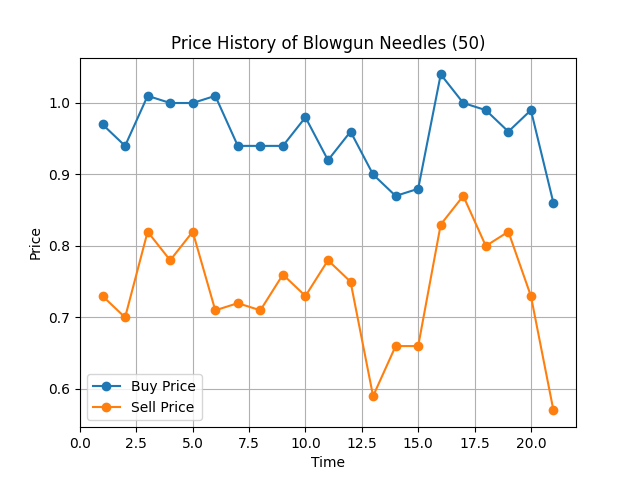 Price History of Blowgun Needles (50)
Price
1.0
0.9
0.8
0.7
0.6
Buy Price
Sell Price
0.0 2.5 5.0 7.5 10.0 12.5 15.0 17.5 20.0
Time